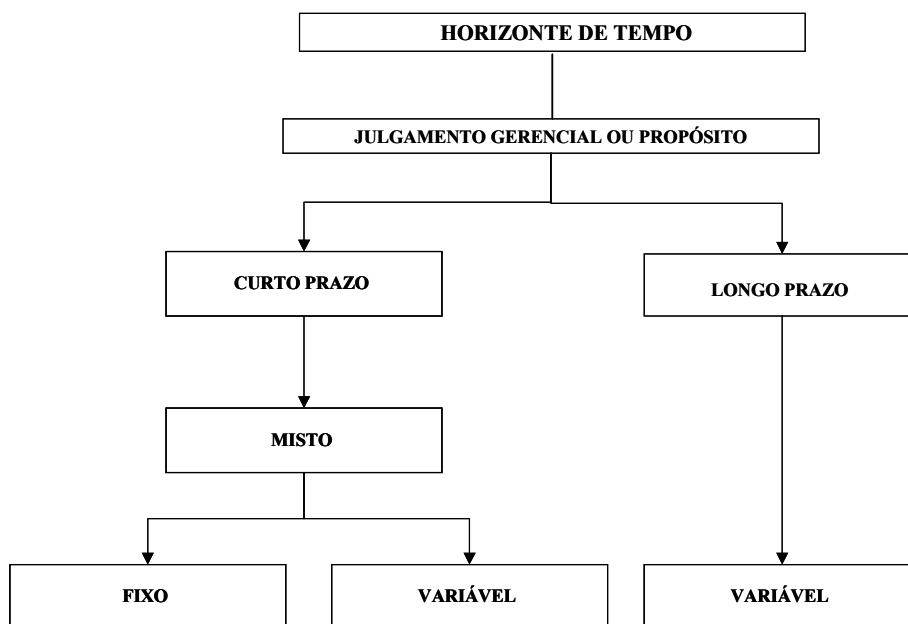 HORIZONTE DE TEMPO
JULGAMENTO GERENCIAL OU PROPÓSITO
CURTO PRAZO
LONGO PRAZO
MISTO
FIXO
VARIÁVEL
VARIÁVEL